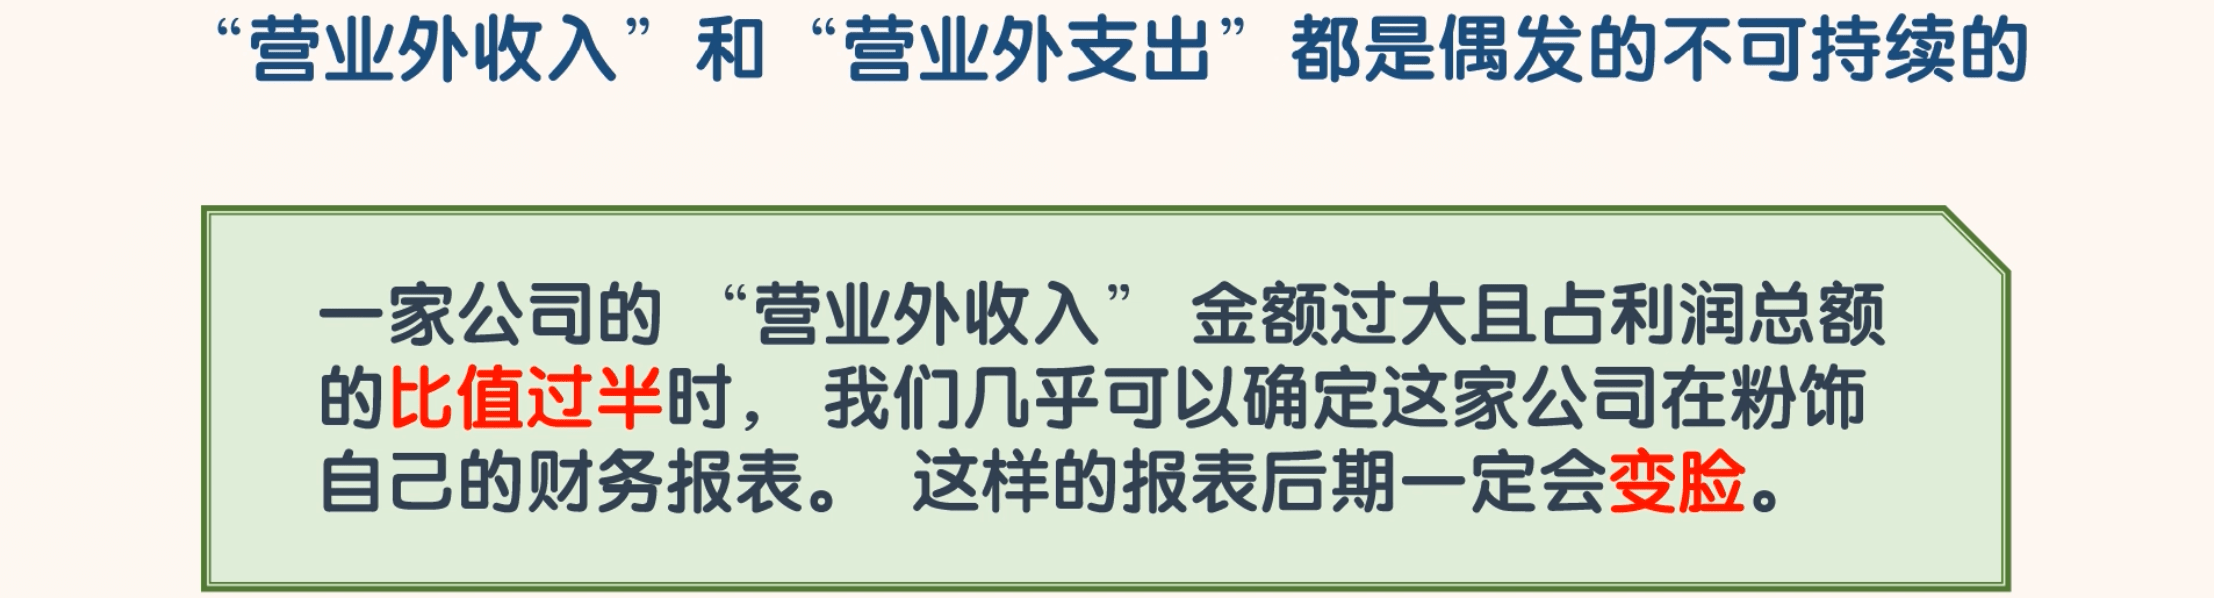 “营业外收入”和“营业外支出”都是偶发的不可持续的
一家公司的 “营业外收入” 金额过大且占利润总额
的比值过半时， 我们几乎可以确定这家公司在粉饰
自己的财务报表。 这样的报表后期一定会变脸。